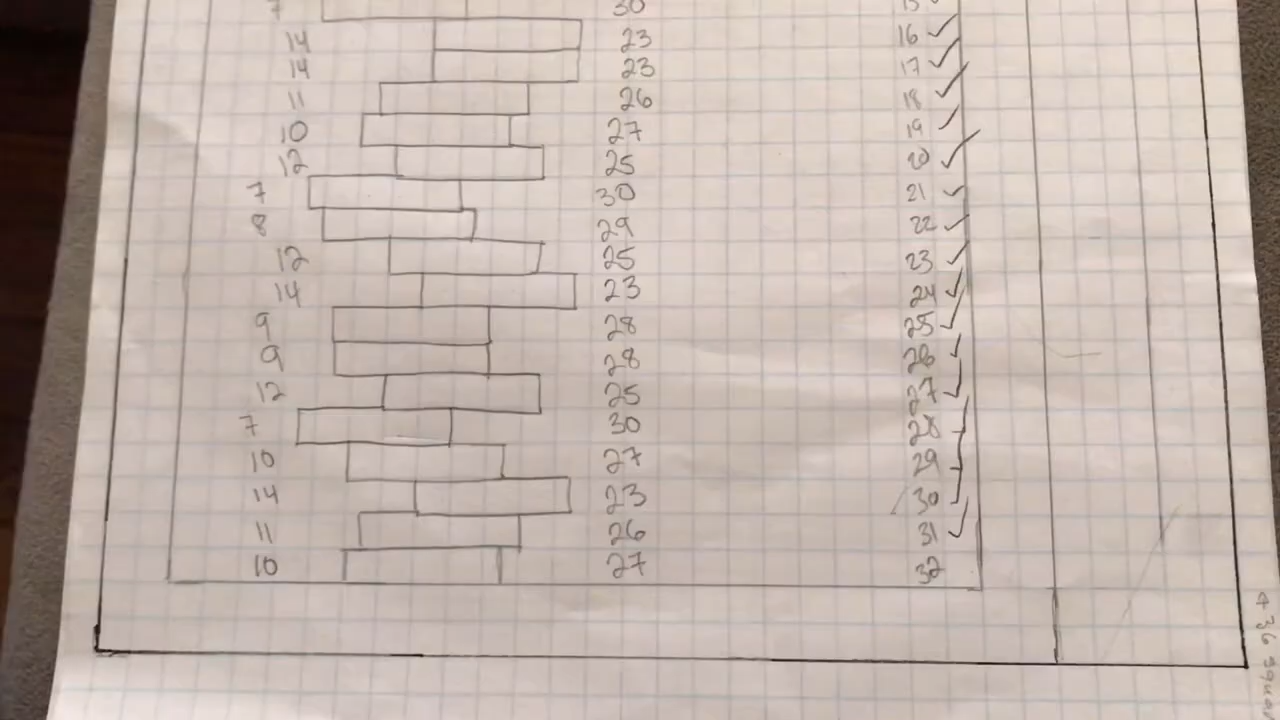 7 30 15 ✓
14 23 16 ✓
14 23 17 ✓
11 26 18 ✓
10 27 19 ✓
12 25 20 ✓
7 30 21 ✓
8 29 22 ✓
12 25 23 ✓
14 23 24 ✓
9 28 25 ✓
9 28 26 ✓
12 25 27 ✓
7 30 28 ✓
10 27 29 ✓
14 23 30 ✓
11 26 31 ✓
10 27 32